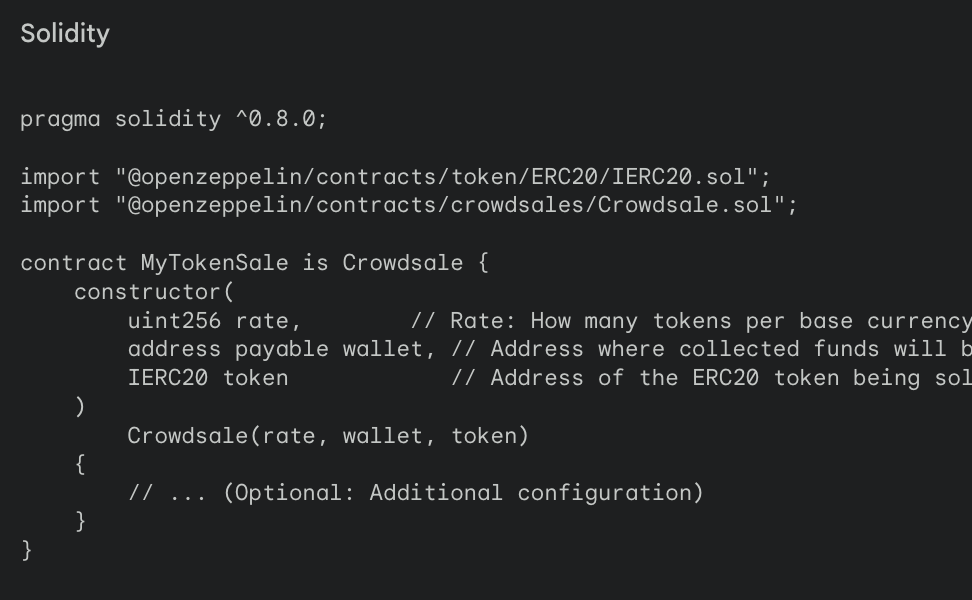 Solidity
pragma solidity ^0.8.0;
import "@openzeppelin/contracts/token/ERC20/IERC20.sol";
import "@openzeppelin/contracts/crowdsales/Crowdsale.sol";
contract MyTokenSale is Crowdsale {
    constructor(
        uint256 rate,        // Rate: How many tokens per base currency
        address payable wallet, // Address where collected funds will
        IERC20 token            // Address of the ERC20 token being
    )
        Crowdsale(rate, wallet, token)
    {
        // ... (Optional: Additional configuration)
    }
}